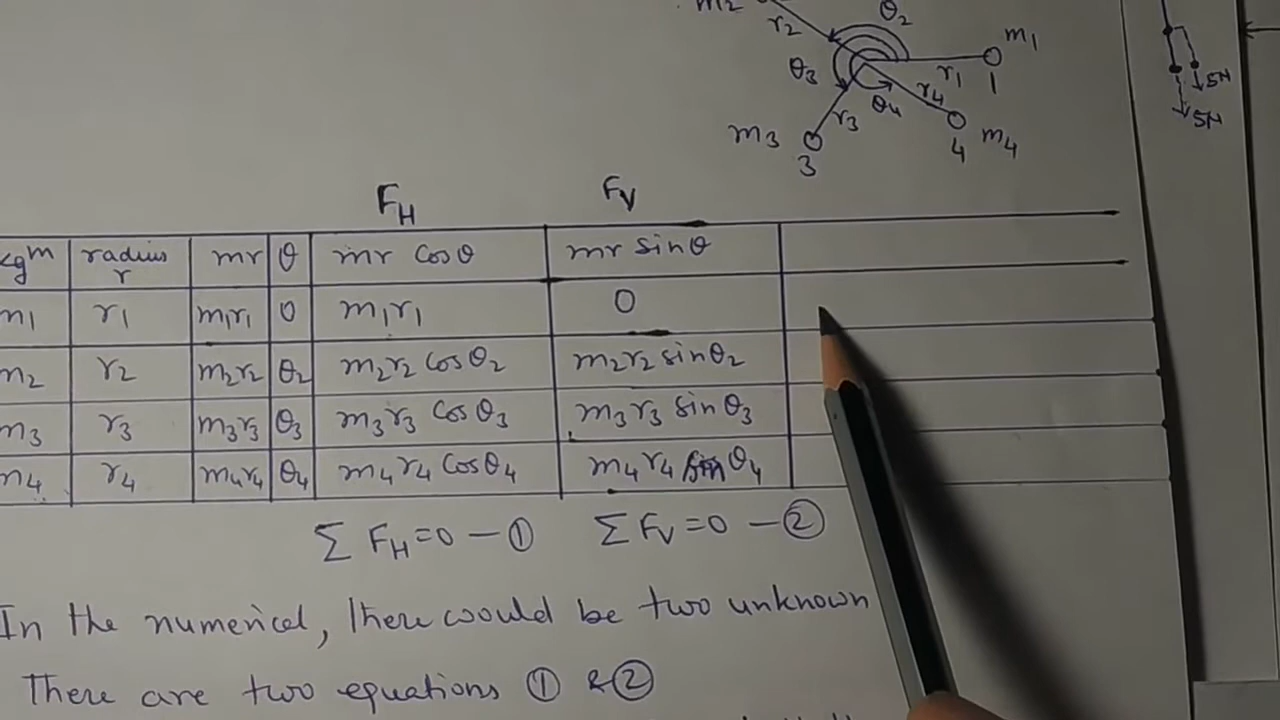 m2 r2 θ2 m1
θ3 r1 1 5N
r4 θ4 5N
m3 r3 m4
3 4
FH FV
kg m radius r mr θ mr cosθ mr sinθ
m1 r1 m1r1 0 m1r1 0
m2 r2 m2r2 θ2 m2r2 cosθ2 m2r2 sinθ2
m3 r3 m3r3 θ3 m3r3 cosθ3 m3r3 sinθ3
m4 r4 m4r4 θ4 m4r4 cosθ4 m4r4 sinθ4
Σ FH=0 — ① Σ FV=0 — ②
In the numerical, there would be two unknown
There are two equations ① & ②